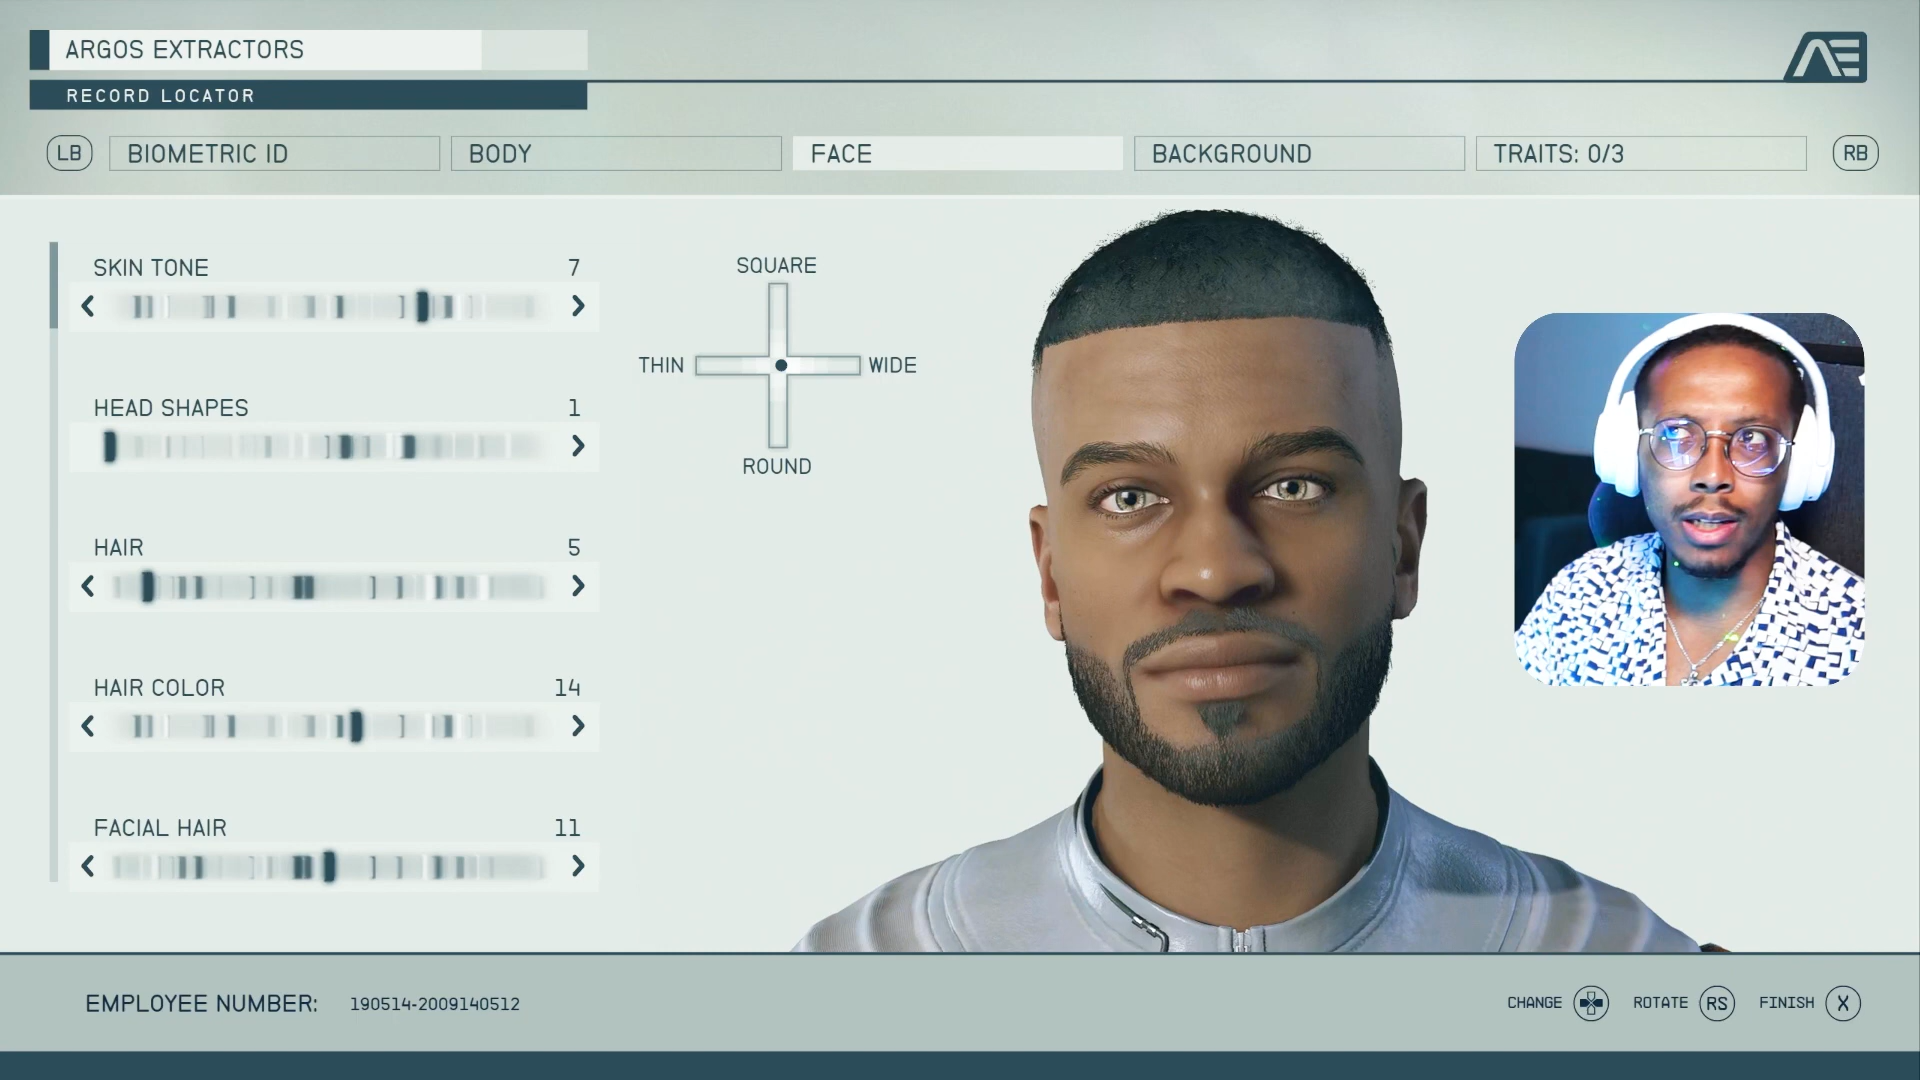 ARGOS EXTRACTORS
AE
RECORD LOCATOR
LB
BIOMETRIC ID
BODY
FACE
BACKGROUND
TRAITS: 0/3
RB
SKIN TONE
7
HEAD SHAPES
1
HAIR
5
HAIR COLOR
14
FACIAL HAIR
11
SQUARE
THIN
WIDE
ROUND
EMPLOYEE NUMBER: 190514-2009140512
CHANGE
ROTATE RS
FINISH X